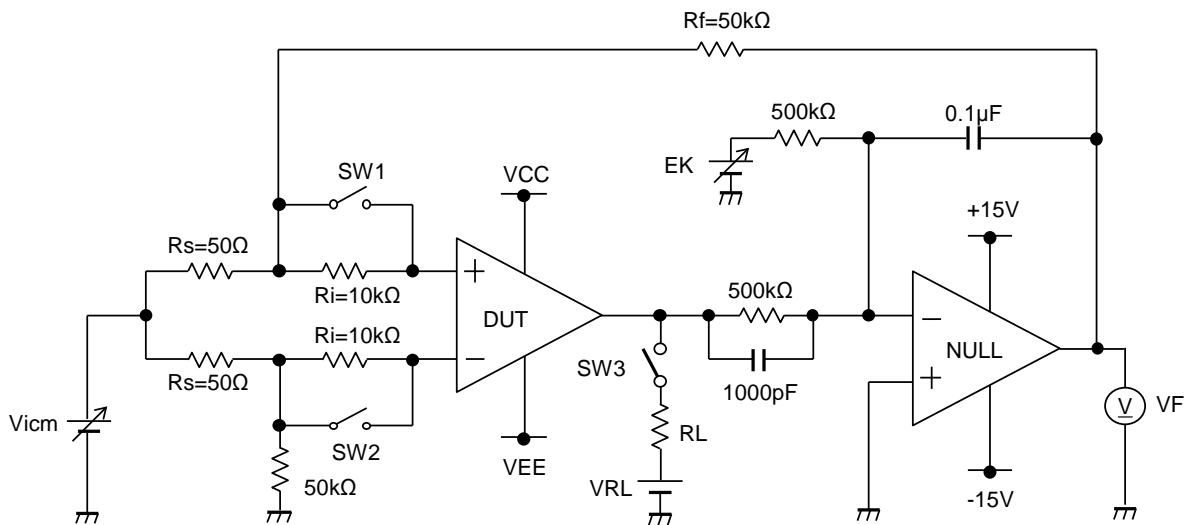 Rf=50kΩ
500kΩ
0.1μF
EK
SW1
VCC
+15V
Rs=50Ω
Ri=10kΩ
500kΩ
Ri=10kΩ
DUT
NULL
Rs=50Ω
SW3
1000pF
V
VF
Vicm
SW2
RL
VEE
50kΩ
VRL
-15V